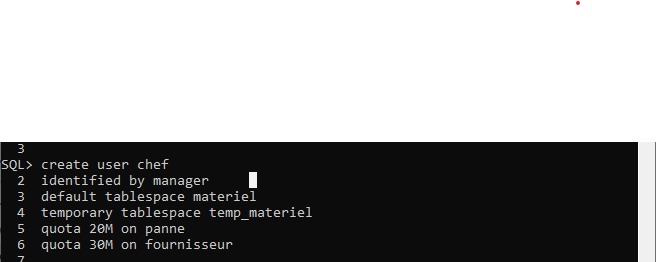 3
SQL> create user chef
2 identified by manager
3 default tablespace materiel
4 temporary tablespace temp_materiel
5 quota 20M on panne
6 quota 30M on fournisseur
7